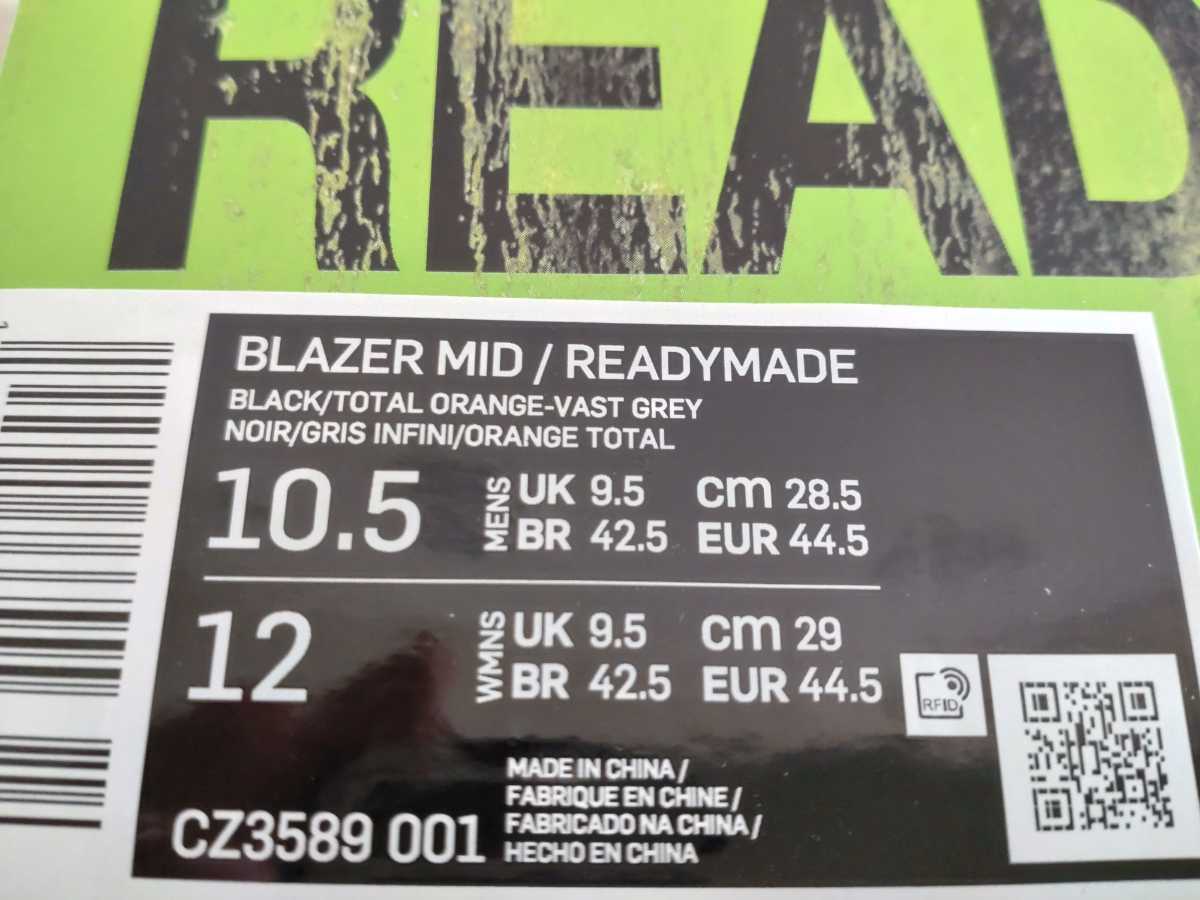 READ
BLAZER MID / READYMADE
BLACK/TOTAL ORANGE-VAST GREY
NOIR/GRIS INFINI/ORANGE TOTAL
10.5 MENS UK 9.5 cm 28.5
BR 42.5 EUR 44.5
12 WMNS UK 9.5 cm 29
BR 42.5 EUR 44.5
RFID
MADE IN CHINA /
FABRIQUE EN CHINE /
FABRICADO NA CHINA /
HECHO EN CHINA
CZ3589 001